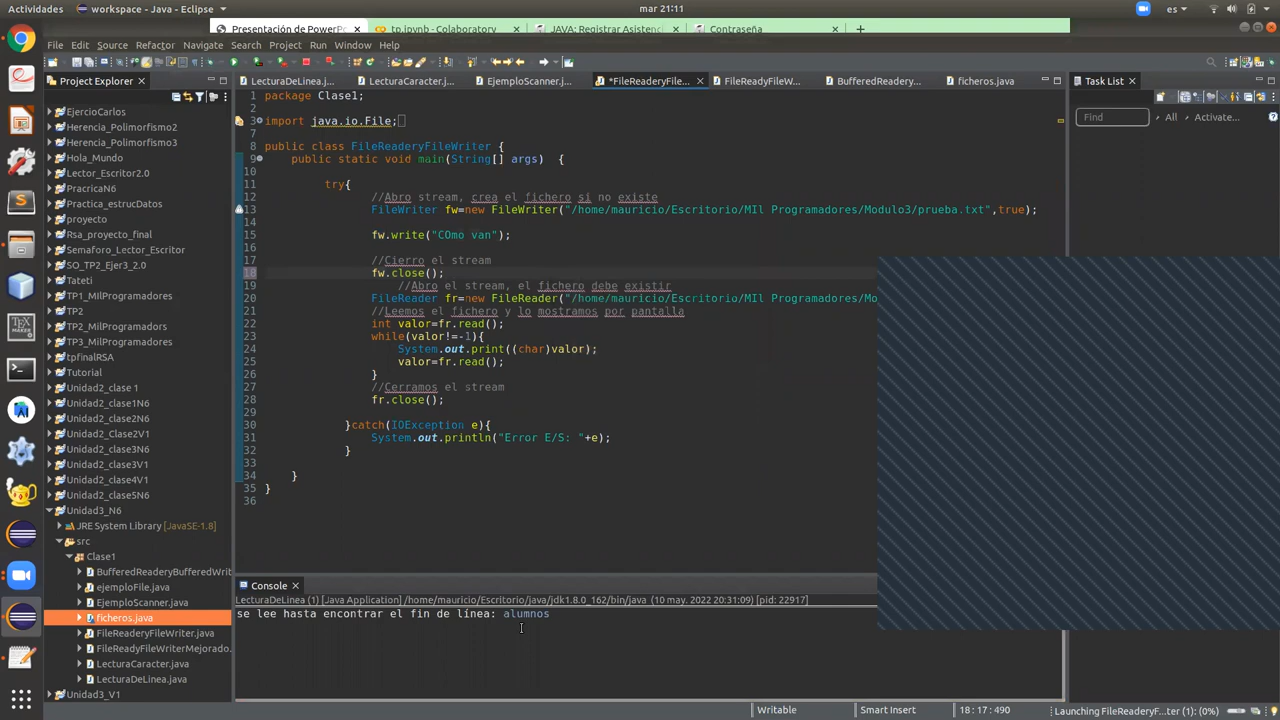 Actividades
workspace - Java - Eclipse
mar 21:11
es
Presentación de PowerPo
tp.ipynb - Colaboratory
JAVA: Registrar Asistenc
Contraseña
File Edit Source Refactor Navigate Search Project Run Window Help
Project Explorer
LecturaDeLinea.j...
LecturaCaracter.j...
EjemploScanner.j...
*FileReaderyFile...
FileReadyFileW...
BufferedReadery...
ficheros.java
Task List
Find
All
Activate...
EjercioCarlos
Herencia_Polimorfismo2
Herencia_Polimorfismo3
Hola_Mundo
Lector_Escritor2.0
PracricaN6
Practica_estrucDatos
proyecto
Rsa_proyecto_final
Semaforo_Lector_Escritor
SO_TP2_Ejer3_2.0
Tateti
TP1_MilProgramadores
TP2
TP2_MilProgramadores
TP3_MilProgramadores
tpfinalRSA
Tutorial
Unidad2_clase 1
Unidad2_clase1N6
Unidad2_clase2N6
Unidad2_Clase2V1
Unidad2_clase3N6
Unidad2_clase3V1
Unidad2_clase4V1
Unidad2_clase5N6
Unidad3_N6
JRE System Library [JavaSE-1.8]
src
Clase1
BufferedReaderyBufferedWrit
ejemploFile.java
EjemploScanner.java
ficheros.java
FileReaderyFileWriter.java
FileReadyFileWriterMejorado.
LecturaCaracter.java
LecturaDeLinea.java
Unidad3_V1
1 package Clase1;
2
3 import java.io.File;
7
8 public class FileReaderyFileWriter {
9 public static void main(String[] args) {
10
11 try{
12 //Abro stream, crea el fichero si no existe
13 FileWriter fw=new FileWriter("/home/mauricio/Escritorio/MIl Programadores/Modulo3/prueba.txt",true);
14
15 fw.write("COmo van");
16
17 //Cierro el stream
18 fw.close();
19 //Abro el stream, el fichero debe existir
20 FileReader fr=new FileReader("/home/mauricio/Escritorio/MIl Programadores/Mo
21 //Leemos el fichero y lo mostramos por pantalla
22 int valor=fr.read();
23 while(valor!=-1){
24 System.out.print((char)valor);
25 valor=fr.read();
26 }
27 //Cerramos el stream
28 fr.close();
29
30 }catch(IOException e){
31 System.out.println("Error E/S: "+e);
32 }
33
34 }
35 }
36
Console
LecturaDeLinea (1) [Java Application] /home/mauricio/Escritorio/java/jdk1.8.0_162/bin/java (10 may. 2022 20:31:09) [pid: 22917]
se lee hasta encontrar el fin de línea: alumnos
Writable
Smart Insert
18 : 17 : 490
Launching FileReaderyF...ter (1): (0%)